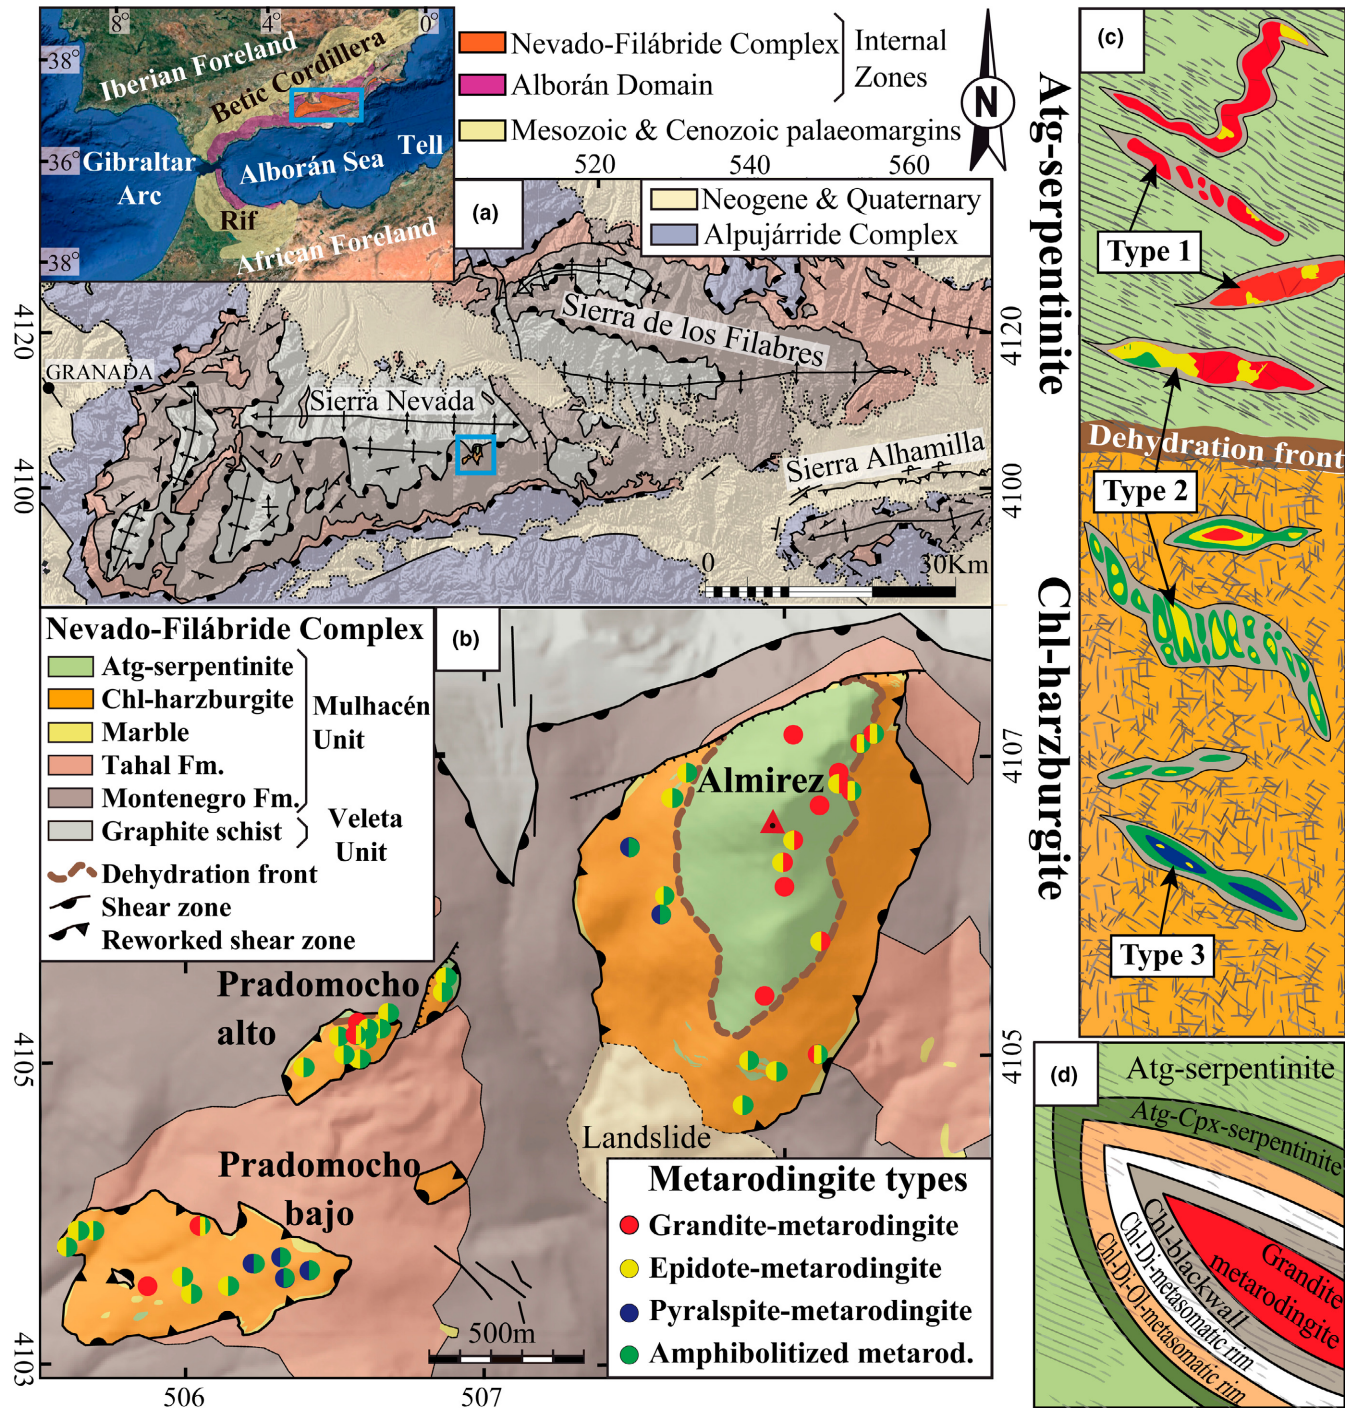 8°
4°
0°
38°
36°
38°
Iberian Foreland
Betic Cordillera
Gibraltar
Arc
Alborán Sea
Tell
Rif
African Foreland
Nevado-Filábride Complex
Alborán Domain
Internal
Zones
Mesozoic & Cenozoic palaeomargins
N
520
540
560
(a)
Neogene & Quaternary
Alpujárride Complex
4120
4100
4120
4100
GRANADA
Sierra Nevada
Sierra de los Filabres
Sierra Alhamilla
0
30Km
Nevado-Filábride Complex
Atg-serpentinite
Chl-harzburgite
Marble
Tahal Fm.
Montenegro Fm.
Graphite schist
Mulhacén
Unit
Veleta
Unit
Dehydration front
Shear zone
Reworked shear zone
(b)
Almirez
Pradomocho
alto
Pradomocho
bajo
Landslide
500m
4107
4105
4105
4103
506
507
Metarodingite types
Grandite-metarodingite
Epidote-metarodingite
Pyralspite-metarodingite
Amphibolitized metarod.
(c)
Atg-serpentinite
Type 1
Dehydration front
Type 2
Chl-harzburgite
Type 3
(d)
Atg-serpentinite
Atg-Cpx-serpentinite
Chl-Di-Ol-metasomatic rim
Chl-Di-metasomatic rim
Chl-blackwall
Grandite
metarodingite